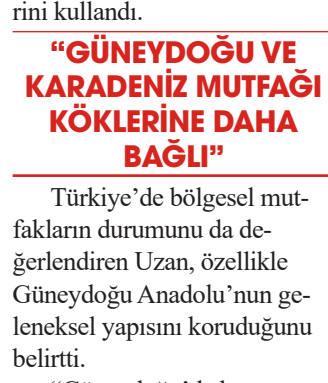 rini kullandı.
“GÜNEYDOĞU VE
KARADENİZ MUTFAĞI
KÖKLERİNE DAHA
BAĞLI”
Türkiye’de bölgesel mut-
fakların durumunu da de-
ğerlendiren Uzan, özellikle
Güneydoğu Anadolu’nun ge-
leneksel yapısını koruduğunu
belirtti.